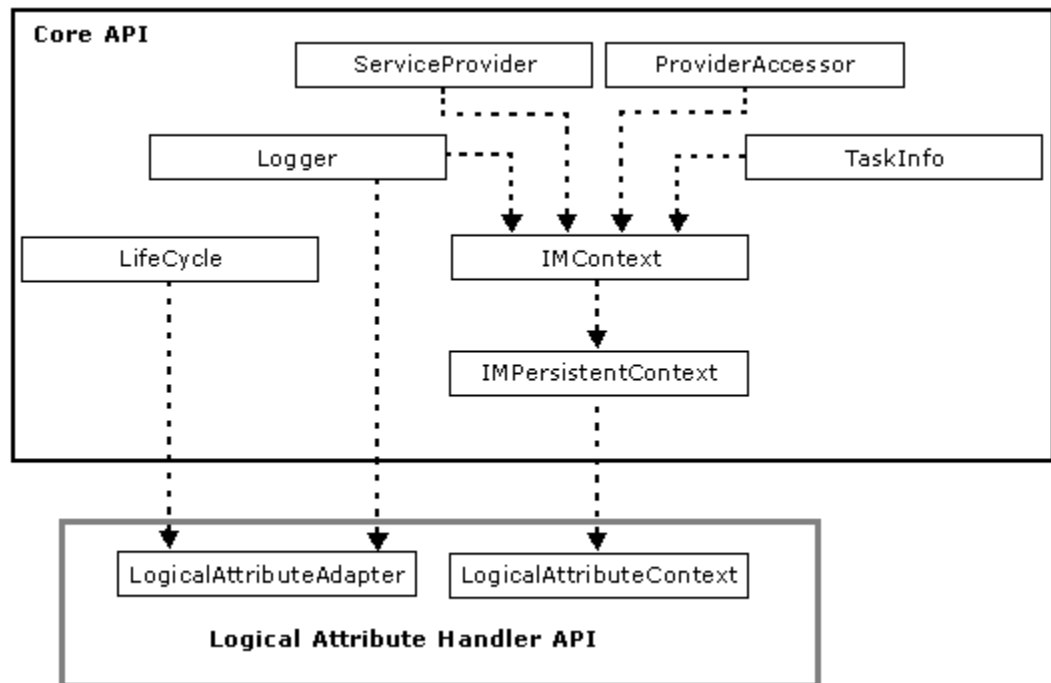 Core API
ServiceProvider
ProviderAccessor
Logger
TaskInfo
LifeCycle
IMContext
IMPersistentContext
LogicalAttributeAdapter
LogicalAttributeContext
Logical Attribute Handler API